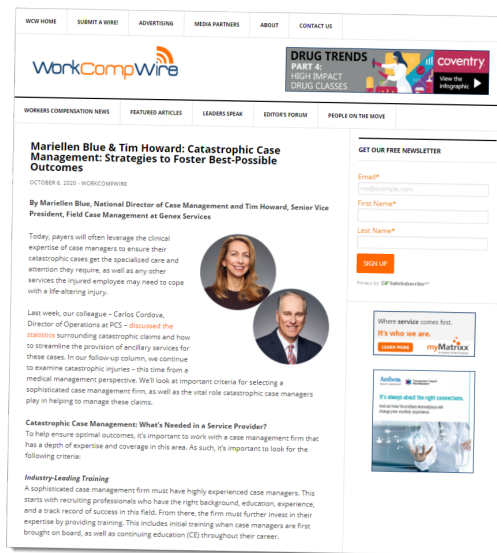 WCW HOME
SUBMIT A WIRE!
ADVERTISING
MEDIA PARTNERS
ABOUT
CONTACT US
WorkCompWire
DRUG TRENDS
PART 4:
HIGH IMPACT
DRUG CLASSES
coventry
View the
infographic
WORKERS COMPENSATION NEWS
FEATURED ARTICLES
LEADERS SPEAK
EDITOR'S FORUM
PEOPLE ON THE MOVE
Mariellen Blue & Tim Howard: Catastrophic Case
Management: Strategies to Foster Best-Possible
Outcomes
OCTOBER 6, 2020 - WORKCOMPWIRE
By Mariellen Blue, National Director of Case Management and Tim Howard, Senior Vice
President, Field Case Management at Genex Services
Today, payers will often leverage the clinical
expertise of case managers to ensure their
catastrophic cases get the specialized care and
attention they require, as well as any other
services the injured employee may need to cope
with a life-altering injury.
Last week, our colleague – Carlos Cordova,
Director of Operations at PCS – discussed the
statistics surrounding catastrophic claims and how
to streamline the provision of ancillary services for
these cases. In our follow-up column, we continue
to examine catastrophic injuries – this time from a
medical management perspective. We'll look at important criteria for selecting a
sophisticated case management firm, as well as the vital role catastrophic case managers
play in helping to manage these claims.
Catastrophic Case Management: What's Needed in a Service Provider?
To help ensure optimal outcomes, it's important to work with a case management firm that
has a depth of expertise and coverage in this area. As such, it's important to look for the
following criteria:
Industry-Leading Training
A sophisticated case management firm must have highly experienced case managers. This
starts with recruiting professionals who have the right background, education, experience,
and a track record of success in this field. From there, the firm must further invest in their
expertise by providing training. This includes initial training when case managers are first
brought on board, as well as continuing education (CE) throughout their career.
GET OUR FREE NEWSLETTER
Email*
me@example.com
First Name*
Last Name*
SIGN UP
Privacy by SafeSubscribe
Where service comes first.
It's who we are.
LEARN MORE
myMatrixx
Anthem
It's always about the right connections.